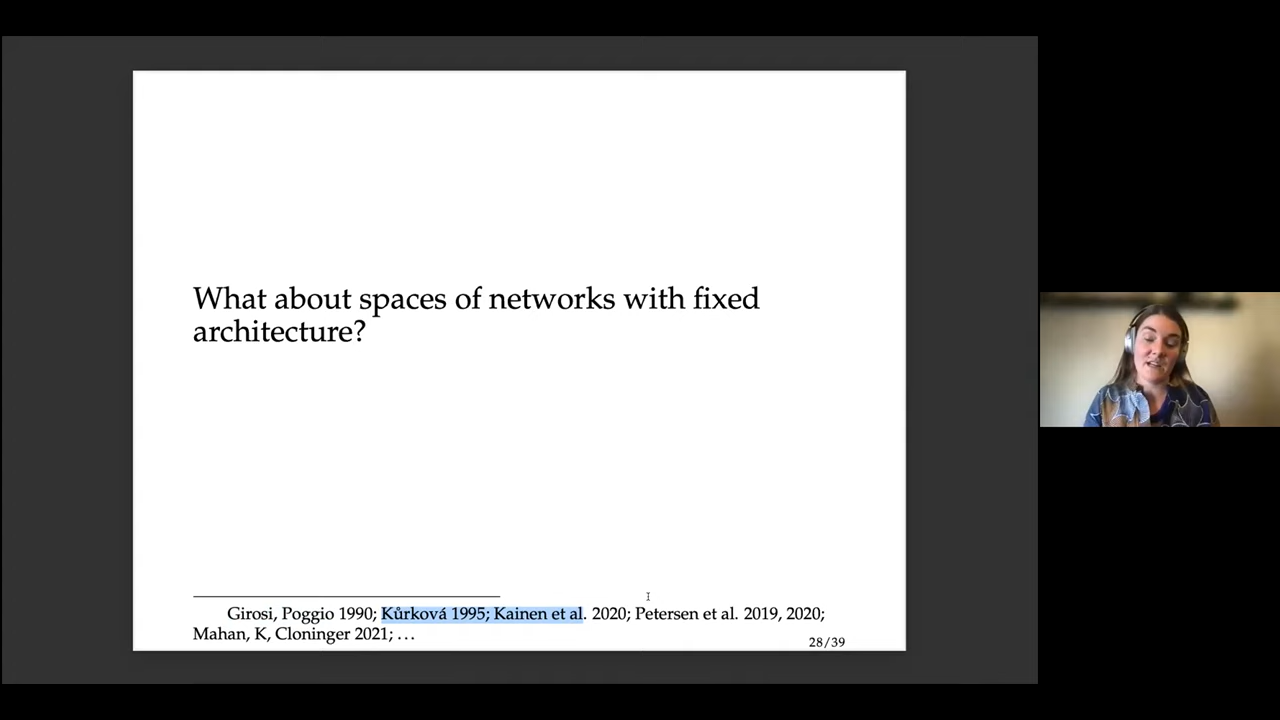 What about spaces of networks with fixed
architecture?
Girosi, Poggio 1990; Kůrková 1995; Kainen et al. 2020; Petersen et al. 2019, 2020;
Mahan, K, Cloninger 2021; …
28/39